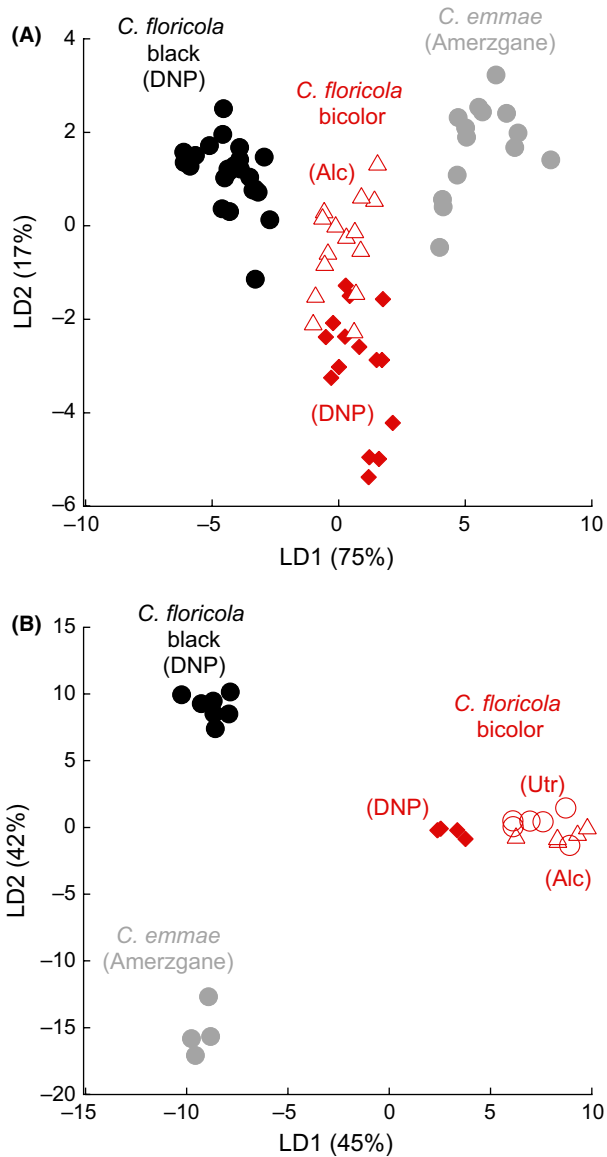 (A)
C. floricola
black
(DNP)
C. emmae
(Amerzgane)
C. floricola
bicolor
(Alc)
(DNP)
4
2
0
−2
−4
−6
LD2 (17%)
−10
−5
0
5
10
LD1 (75%)
(B)
C. floricola
black
(DNP)
C. floricola
bicolor
(Utr)
(DNP)
(Alc)
C. emmae
(Amerzgane)
15
10
5
0
−5
−10
−15
−20
LD2 (42%)
−15
−10
−5
0
5
10
LD1 (45%)